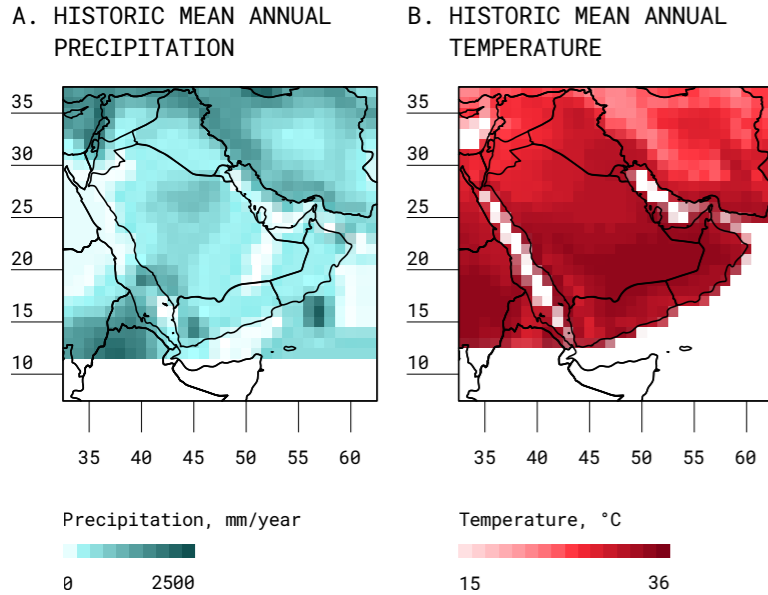 A. HISTORIC MEAN ANNUAL
PRECIPITATION
B. HISTORIC MEAN ANNUAL
TEMPERATURE
35
30
25
20
15
10
35 40 45 50 55 60
35
30
25
20
15
10
35 40 45 50 55 60
Precipitation, mm/year
0 2500
Temperature, °C
15 36